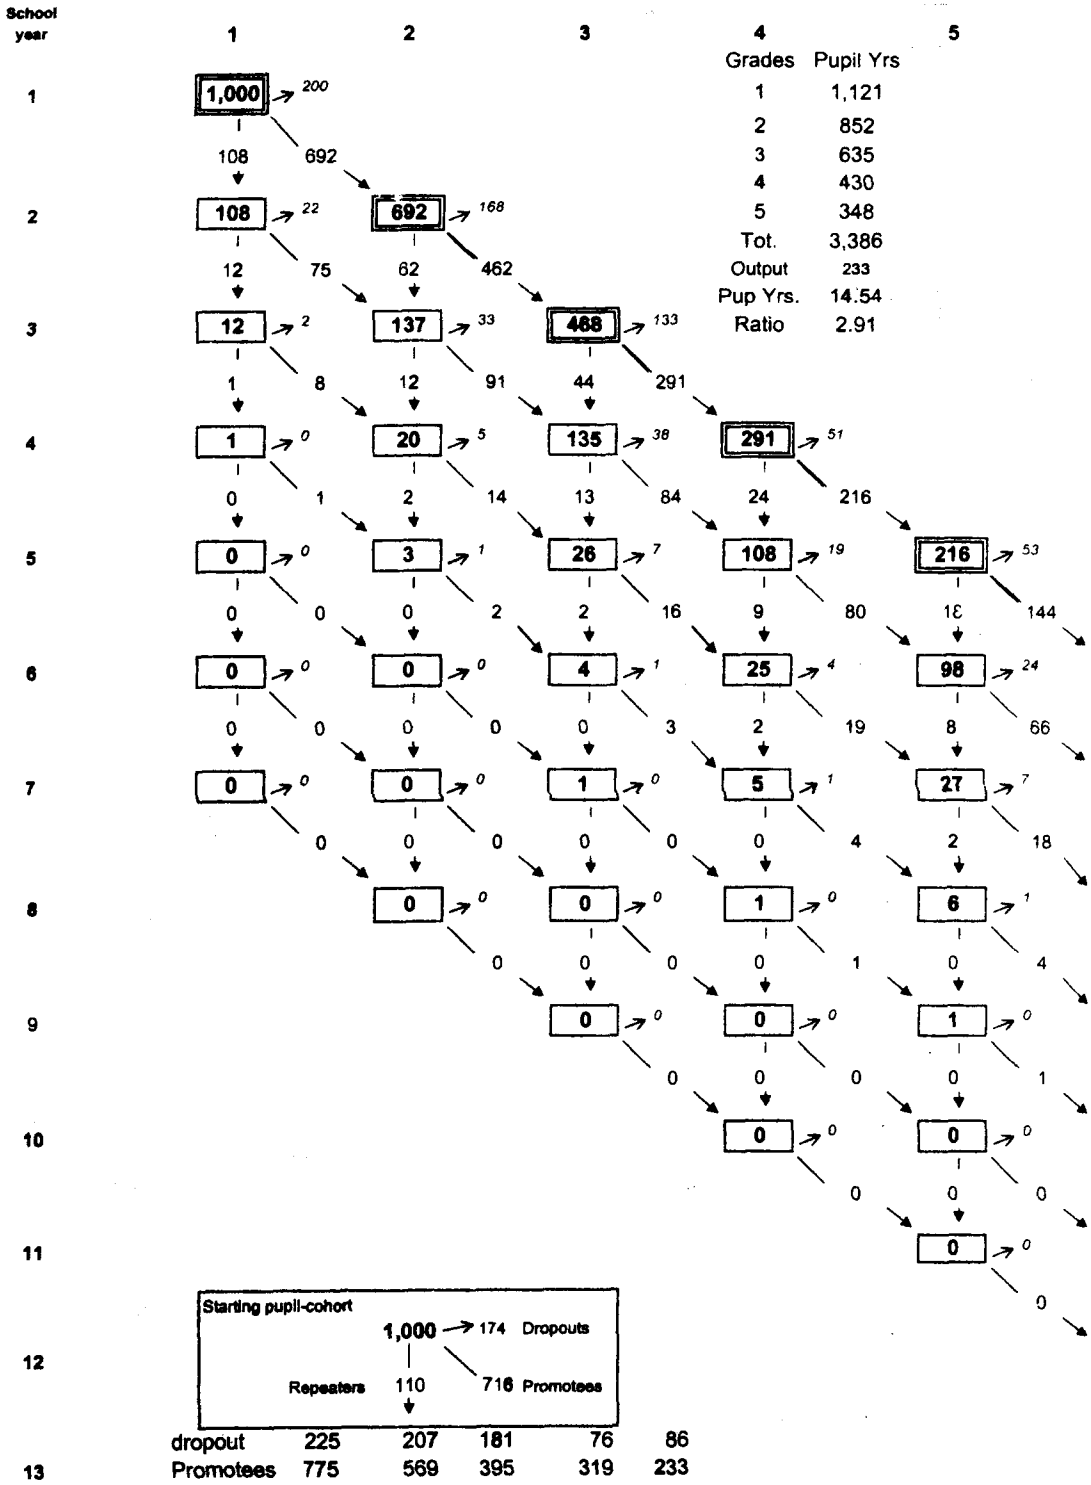 School
year 1 2 3 4 5
Grades Pupil Yrs
1 1,000 200 1 1,121
2 852
108 692 3 635
4 430
2 108 22 692 168 5 348
Tot. 3,386
12 75 62 462 Output 233
Pup Yrs. 14.54
3 12 2 137 33 468 133 Ratio 2.91
1 8 12 91 44 291
4 1 0 20 5 135 38 291 51
0 1 2 14 13 84 24 216
5 0 0 3 1 26 7 108 19 216 53
0 0 0 2 2 16 9 80 18 144
6 0 0 0 0 4 1 25 4 98 24
0 0 0 0 0 3 2 19 8 66
7 0 0 0 0 1 0 5 1 27 7
0 0 0 0 0 0 4 2 18
8 0 0 0 0 1 0 6 1
0 0 0 0 1 0 4
9 0 0 0 0 1 0
0 0 0 0 1
10 0 0 0 0
0 0 0
11 0 0
0
Starting pupil-cohort
1,000 174 Dropouts
12
Repeaters 110 716 Promotees
dropout 225 207 181 76 86
13 Promotees 775 569 395 319 233